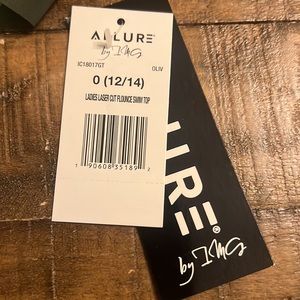 ALLURE®
by IMG
IC18017GT
OLIV
0 (12/14)
LADIES LASER CUT FLOUNCE SWIM TOP
1 90608 35189 2
URE®
by IMG